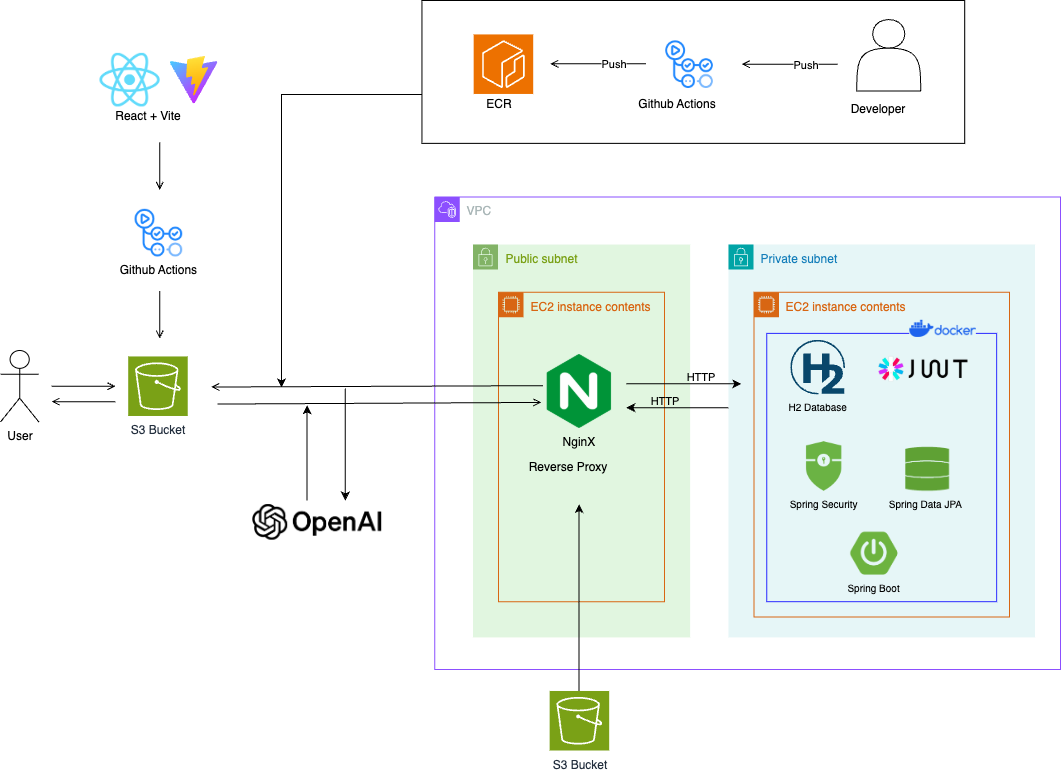 React + Vite
ECR
Push
Github Actions
Push
Developer
Github Actions
VPC
Public subnet
Private subnet
EC2 instance contents
EC2 instance contents
docker
User
S3 Bucket
N
NginX
Reverse Proxy
HTTP
HTTP
H2
H2 Database
JWT
Spring Security
Spring Data JPA
Spring Boot
OpenAI
S3 Bucket